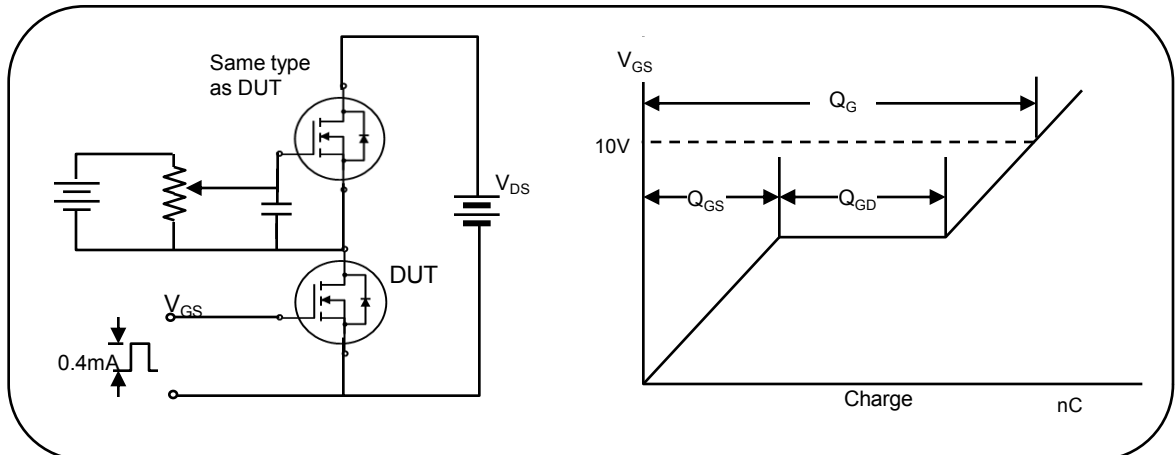 Same type
as DUT
V_DS
DUT
V_GS
0.4mA
V_GS
Q_G
10V
Q_GS
Q_GD
Charge
nC